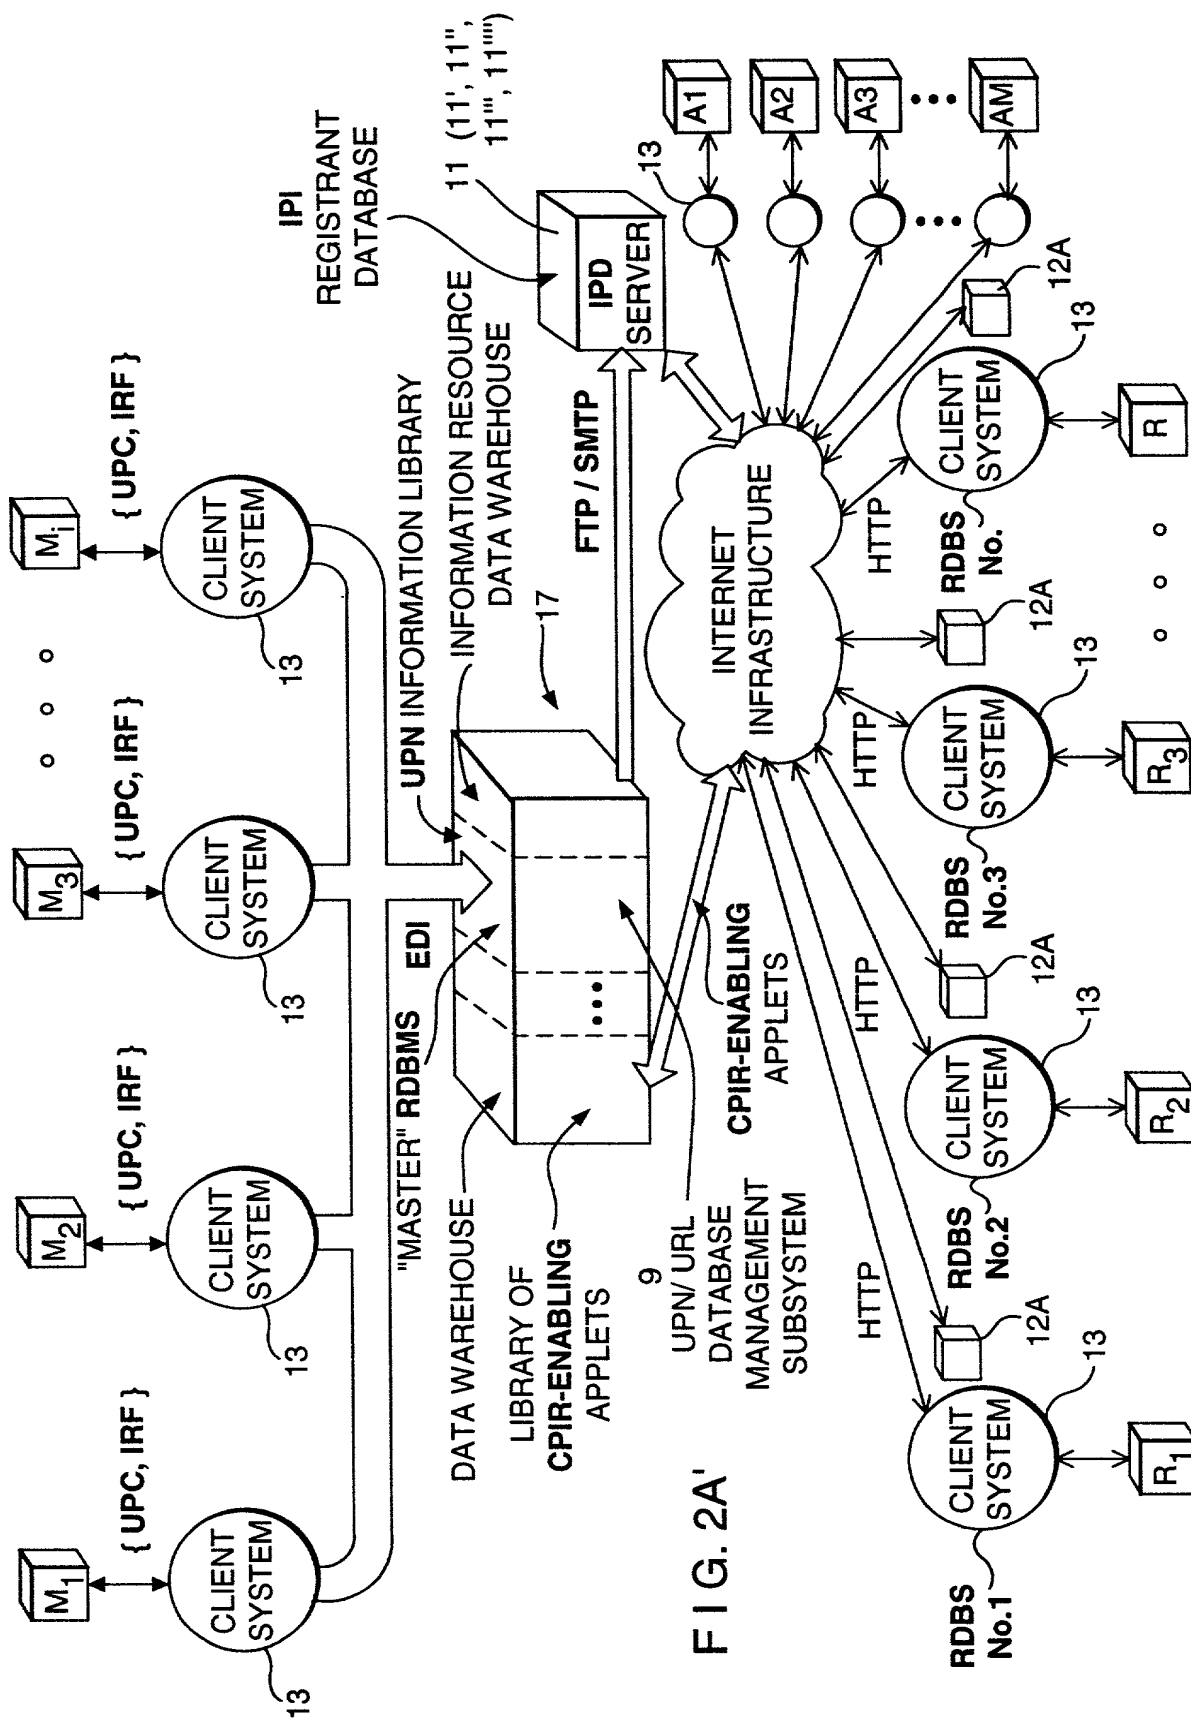 M1
M2
M3
Mi
{ UPC, IRF }
{ UPC, IRF }
{ UPC, IRF }
{ UPC, IRF }
CLIENT
SYSTEM
13
CLIENT
SYSTEM
13
CLIENT
SYSTEM
13
CLIENT
SYSTEM
13
EDI
"MASTER" RDBMS
DATA WAREHOUSE
LIBRARY OF
CPIR-ENABLING
APPLETS
UPN INFORMATION LIBRARY
INFORMATION RESOURCE
DATA WAREHOUSE
17
IPI
REGISTRANT
DATABASE
11 (11', 11'',
11''', 11'''')
IPD
SERVER
FTP / SMTP
9
UPN/ URL
DATABASE
MANAGEMENT
SUBSYSTEM
CPIR-ENABLING
APPLETS
INTERNET
INFRASTRUCTURE
13
A1
A2
A3
AM
HTTP
HTTP
HTTP
HTTP
12A
12A
12A
12A
CLIENT
SYSTEM
13
RDBS
No.1
R1
CLIENT
SYSTEM
13
RDBS
No.2
R2
CLIENT
SYSTEM
13
RDBS
No.3
R3
CLIENT
SYSTEM
13
RDBS
No.
R
FIG. 2A'